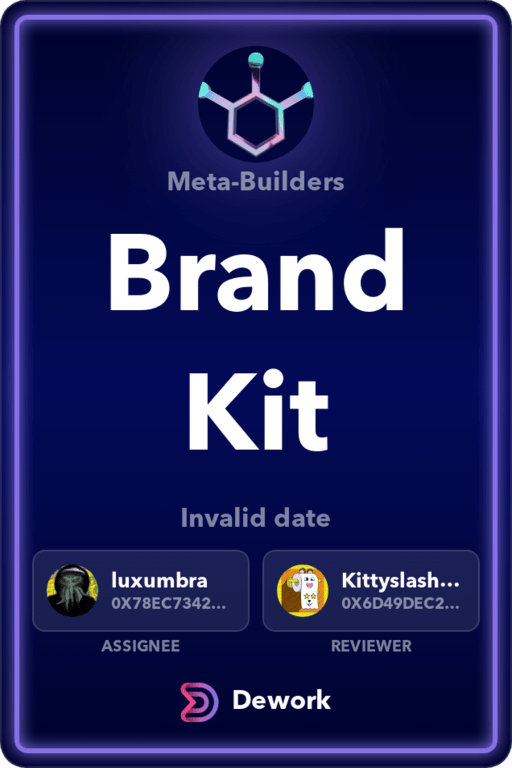 Meta-Builders
Brand
Kit
Invalid date
luxumbra
0X78EC7342...
ASSIGNEE
Kittyslash...
0X6D49DEC2...
REVIEWER
Dework